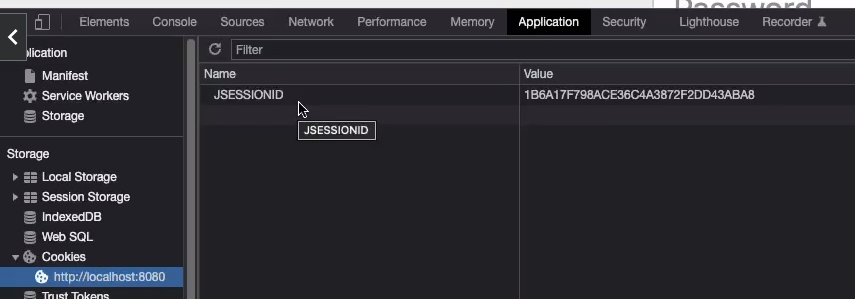 Password
Elements Console Sources Network Performance Memory Application Security Lighthouse Recorder
plication
Manifest
Service Workers
Storage
Storage
Local Storage
Session Storage
IndexedDB
Web SQL
Cookies
http://localhost:8080
Trust Tokens
Filter
Name Value
JSESSIONID 1B6A17F798ACE36C4A3872F2DD43ABA8
JSESSIONID